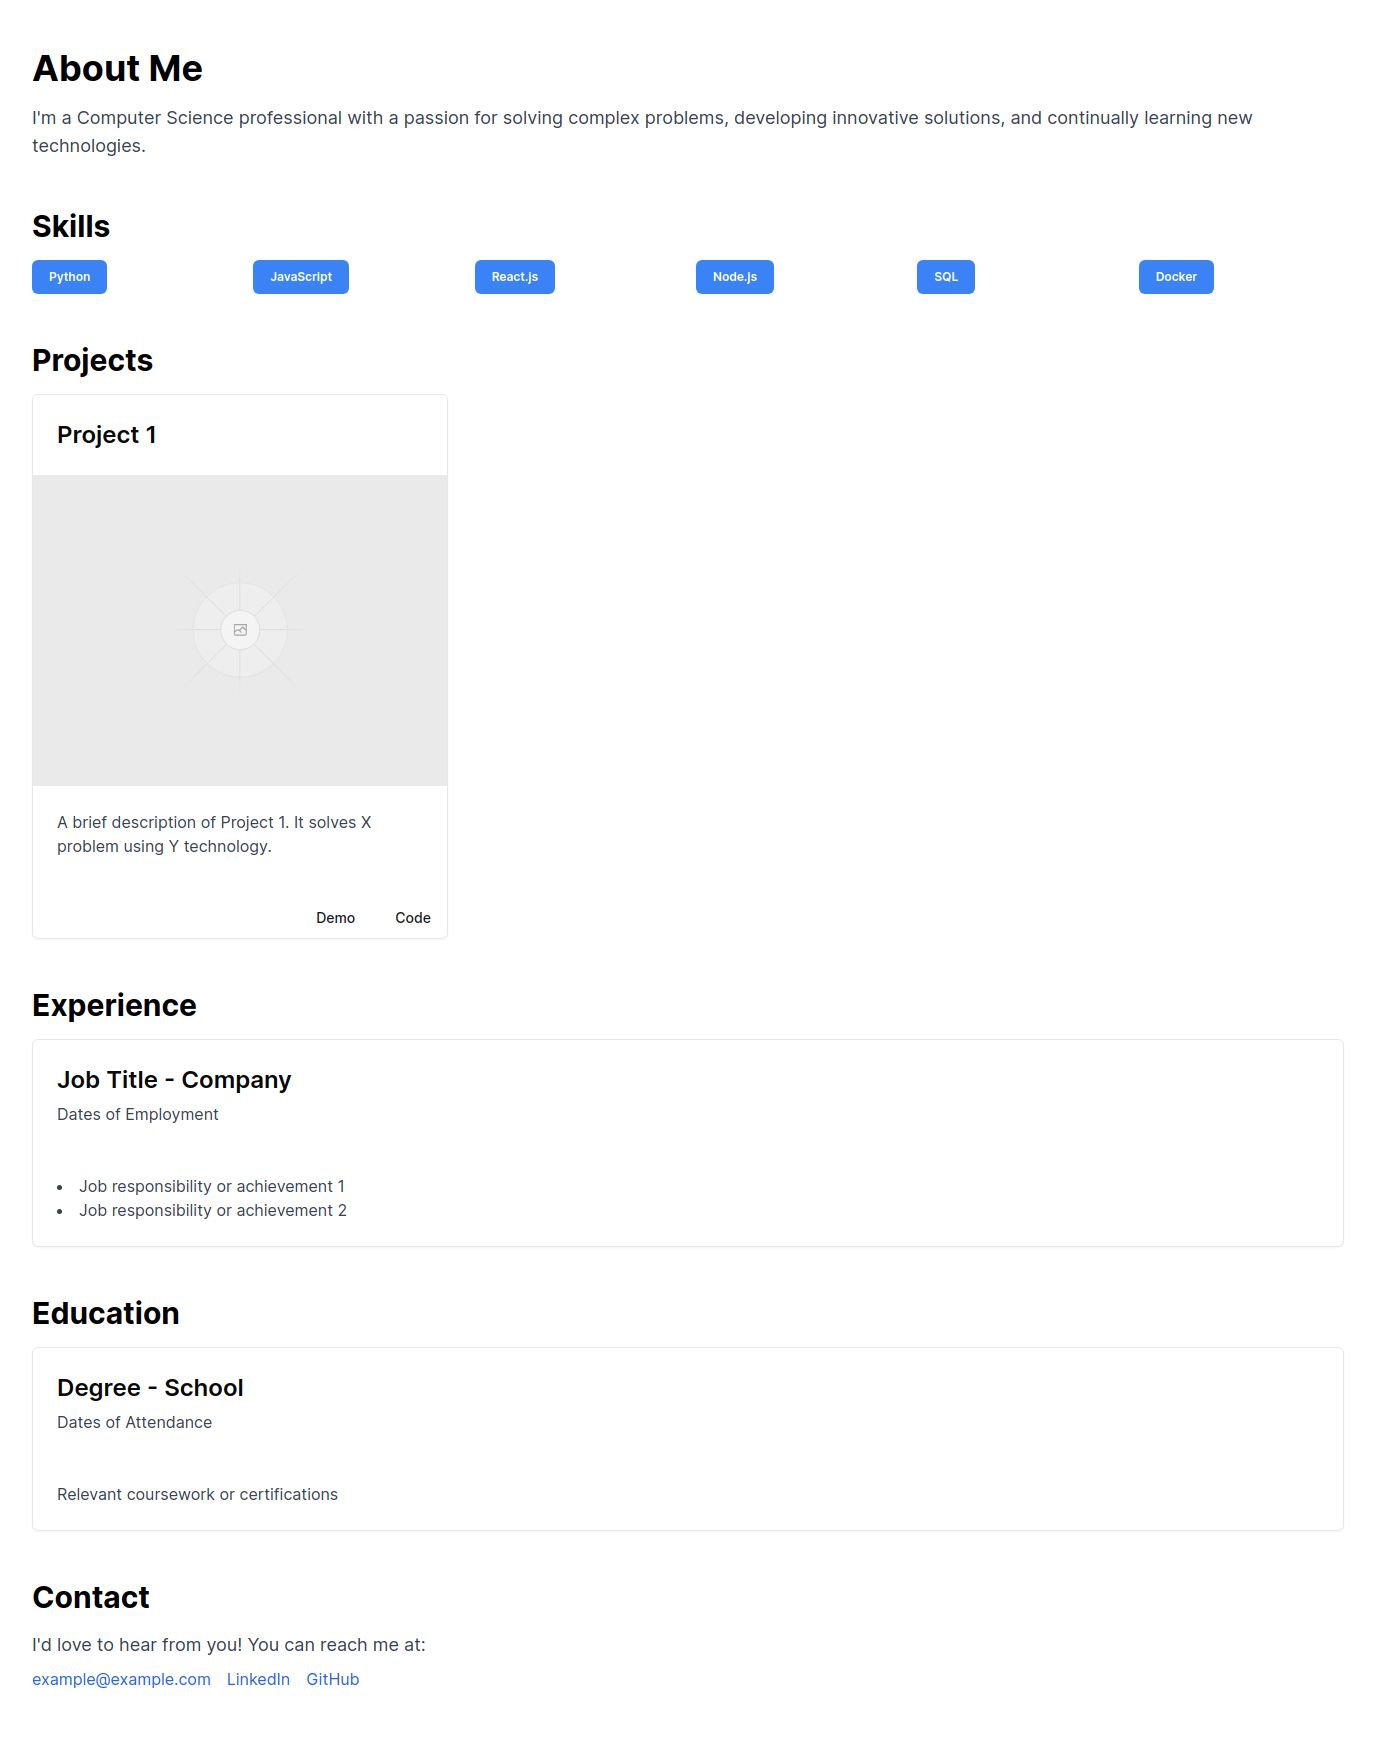 About Me
I'm a Computer Science professional with a passion for solving complex problems, developing innovative solutions, and continually learning new
technologies.
Skills
Python JavaScript React.js Node.js SQL Docker
Projects
Project 1
A brief description of Project 1. It solves X
problem using Y technology.
Demo Code
Experience
Job Title - Company
Dates of Employment
• Job responsibility or achievement 1
• Job responsibility or achievement 2
Education
Degree - School
Dates of Attendance
Relevant coursework or certifications
Contact
I'd love to hear from you! You can reach me at:
example@example.com LinkedIn GitHub